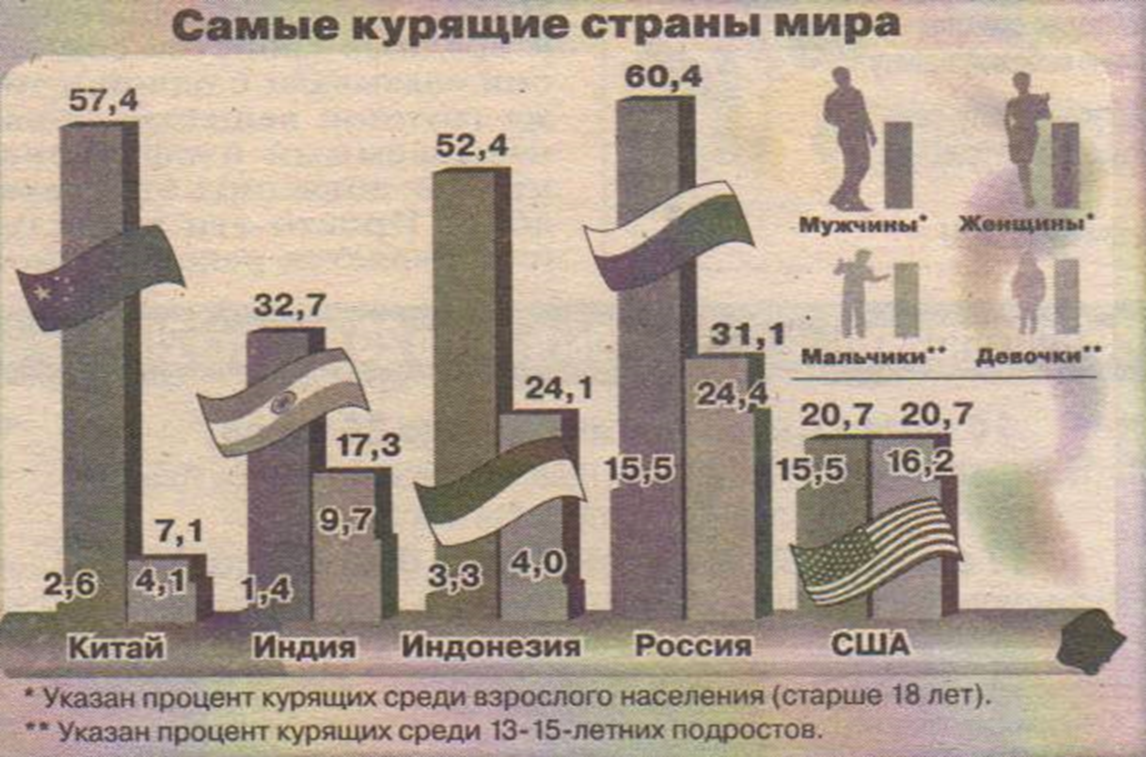 Самые курящие страны мира
57,4
2,6
7,1
4,1
Китай
32,7
1,4
17,3
9,7
Индия
52,4
3,3
24,1
4,0
Индонезия
60,4
15,5
31,1
24,4
Россия
20,7 20,7
15,5
16,2
США
Мужчины* Женщины*
Мальчики** Девочки**
* Указан процент курящих среди взрослого населения (старше 18 лет).
** Указан процент курящих среди 13-15-летних подростов.